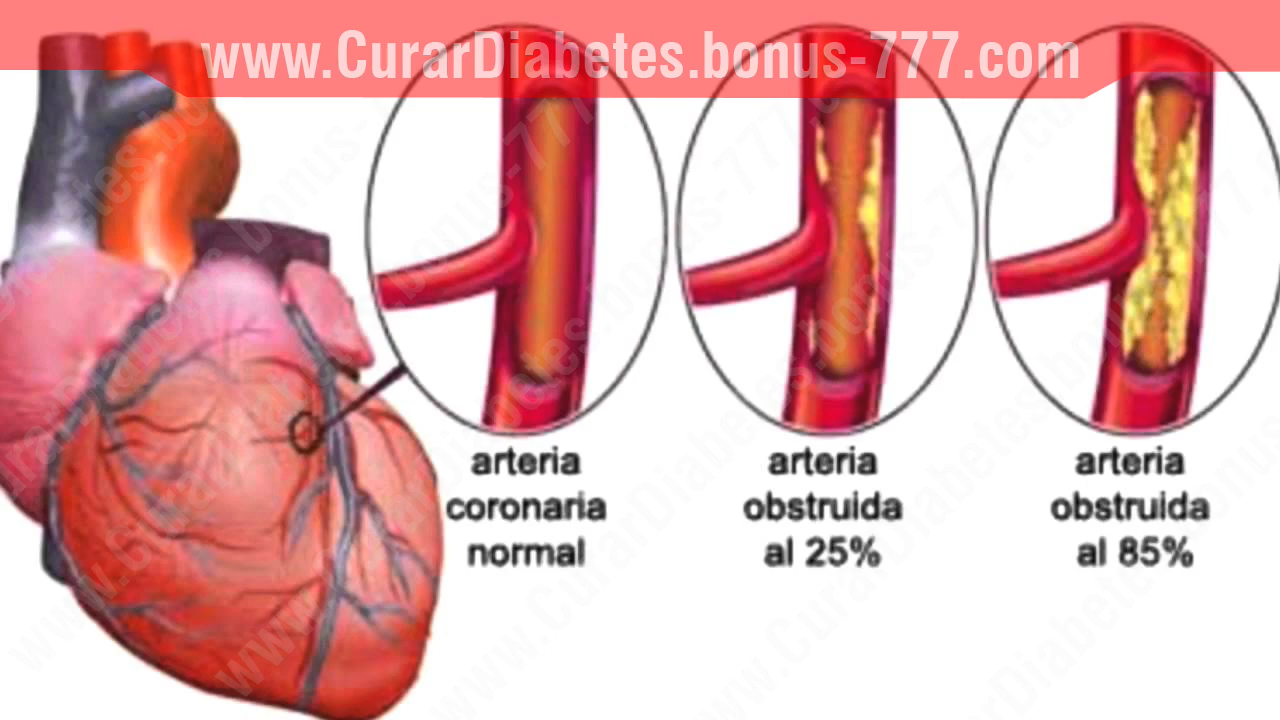 www.CurarDiabetes.bonus-777.com
arteria
coronaria
normal
arteria
obstruida
al 25%
arteria
obstruida
al 85%